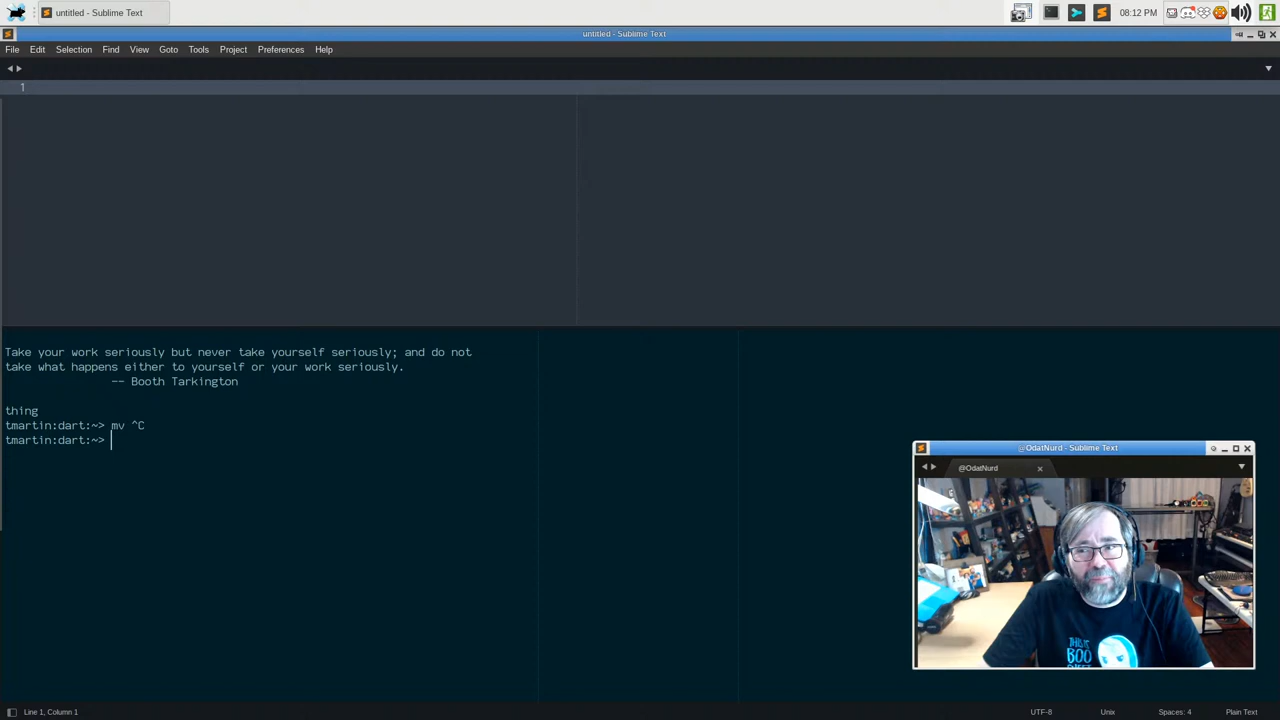 untitled - Sublime Text
08:12 PM
untitled - Sublime Text
File Edit Selection Find View Goto Tools Project Preferences Help
1
Take your work seriously but never take yourself seriously; and do not
take what happens either to yourself or your work seriously.
-- Booth Tarkington
thing
tmartin:dart:~> mv ^C
tmartin:dart:~>
@OdatNurd - Sublime Text
@OdatNurd
THIS IS
BOO
Line 1, Column 1
UTF-8
Unix
Spaces: 4
Plain Text